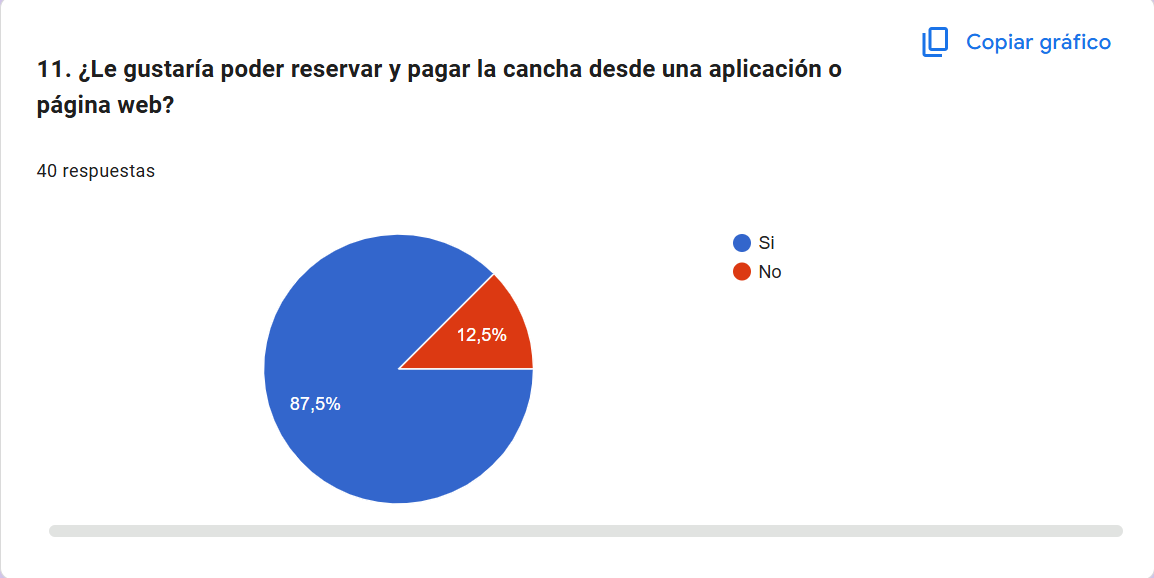 Copiar gráfico
11. ¿Le gustaría poder reservar y pagar la cancha desde una aplicación o
página web?
40 respuestas
Si
No
12,5%
87,5%